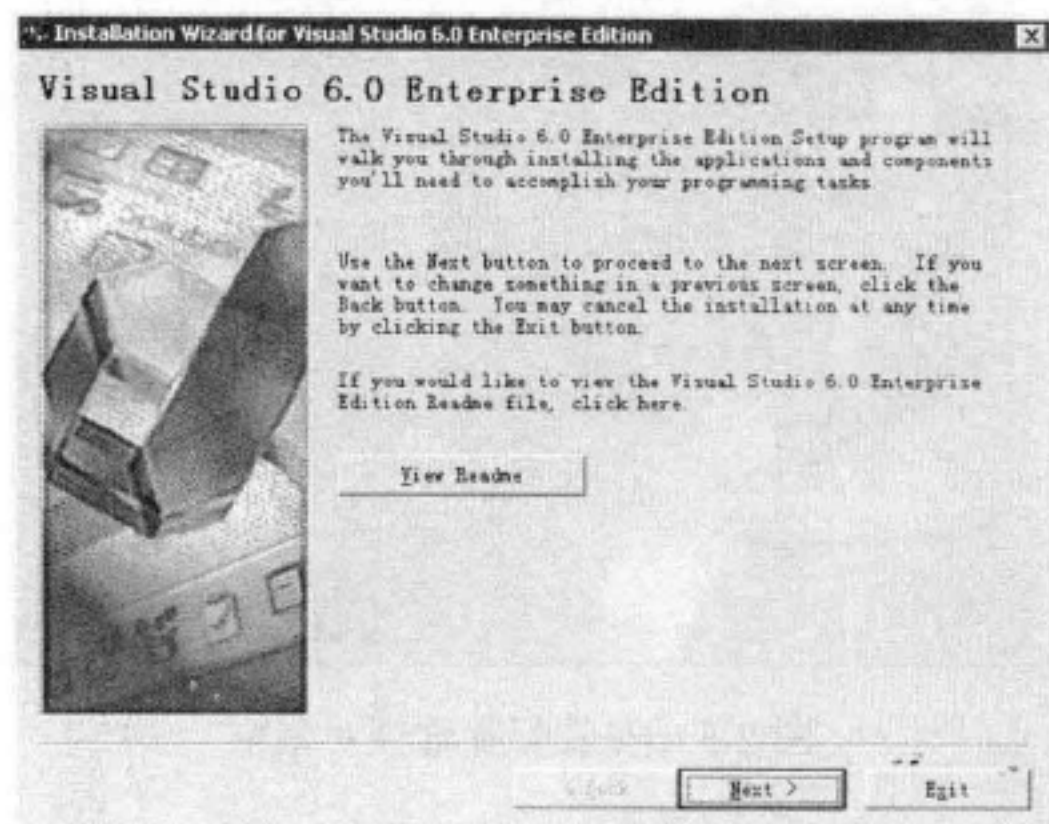 Installation Wizard for Visual Studio 6.0 Enterprise Edition
Visual Studio 6.0 Enterprise Edition
The Visual Studio 6.0 Enterprise Edition Setup program will
walk you through installing the applications and components
you'll need to accomplish your programming tasks.
Use the Next button to proceed to the next screen. If you
want to change something in a previous screen, click the
Back button. You may cancel the installation at any time
by clicking the Exit button.
If you would like to view the Visual Studio 6.0 Enterprise
Edition Readme file, click here.
View Readme
Next >
Exit